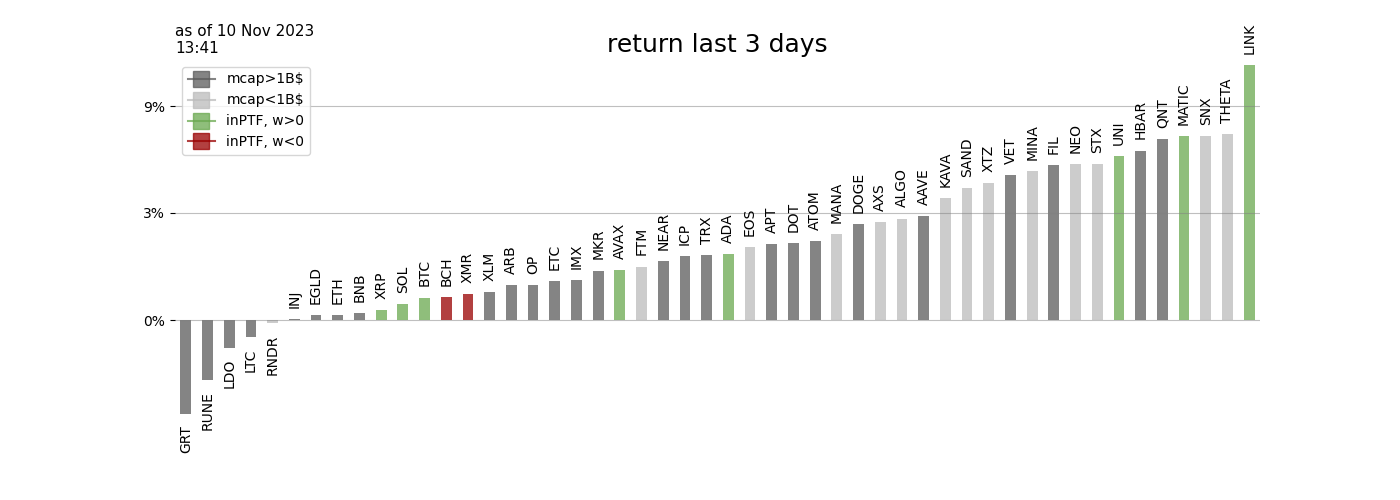 as of 10 Nov 2023
13:41
return last 3 days
mcap>1B$
mcap<1B$
inPTF, w>0
inPTF, w<0
9%
3%
0%
GRT
RUNE
LDO
LTC
RNDR
INJ
EGLD
ETH
BNB
XRP
SOL
BTC
BCH
XMR
XLM
ARB
OP
ETC
IMX
MKR
AVAX
FTM
NEAR
ICP
TRX
ADA
EOS
APT
DOT
ATOM
MANA
DOGE
AXS
ALGO
AAVE
KAVA
SAND
XTZ
VET
MINA
FIL
NEO
STX
UNI
HBAR
QNT
MATIC
SNX
THETA
LINK